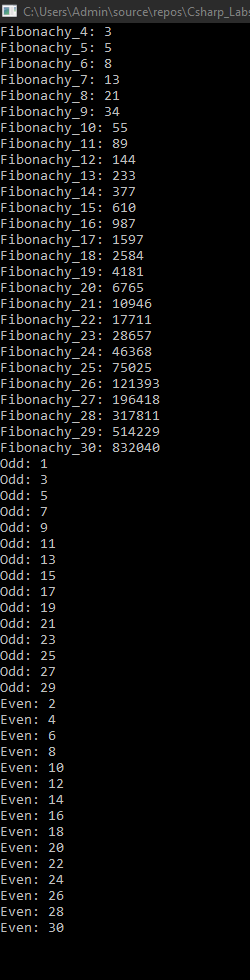 C:\Users\Admin\source\repos\Csharp_Labs
Fibonachy_4: 3
Fibonachy_5: 5
Fibonachy_6: 8
Fibonachy_7: 13
Fibonachy_8: 21
Fibonachy_9: 34
Fibonachy_10: 55
Fibonachy_11: 89
Fibonachy_12: 144
Fibonachy_13: 233
Fibonachy_14: 377
Fibonachy_15: 610
Fibonachy_16: 987
Fibonachy_17: 1597
Fibonachy_18: 2584
Fibonachy_19: 4181
Fibonachy_20: 6765
Fibonachy_21: 10946
Fibonachy_22: 17711
Fibonachy_23: 28657
Fibonachy_24: 46368
Fibonachy_25: 75025
Fibonachy_26: 121393
Fibonachy_27: 196418
Fibonachy_28: 317811
Fibonachy_29: 514229
Fibonachy_30: 832040
Odd: 1
Odd: 3
Odd: 5
Odd: 7
Odd: 9
Odd: 11
Odd: 13
Odd: 15
Odd: 17
Odd: 19
Odd: 21
Odd: 23
Odd: 25
Odd: 27
Odd: 29
Even: 2
Even: 4
Even: 6
Even: 8
Even: 10
Even: 12
Even: 14
Even: 16
Even: 18
Even: 20
Even: 22
Even: 24
Even: 26
Even: 28
Even: 30